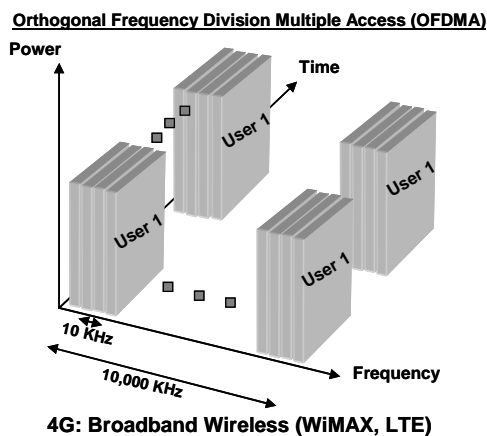 Orthogonal Frequency Division Multiple Access (OFDMA)
Power
Time
User 1
User 1
User 1
User 1
10 KHz
10,000 KHz
Frequency
4G: Broadband Wireless (WiMAX, LTE)